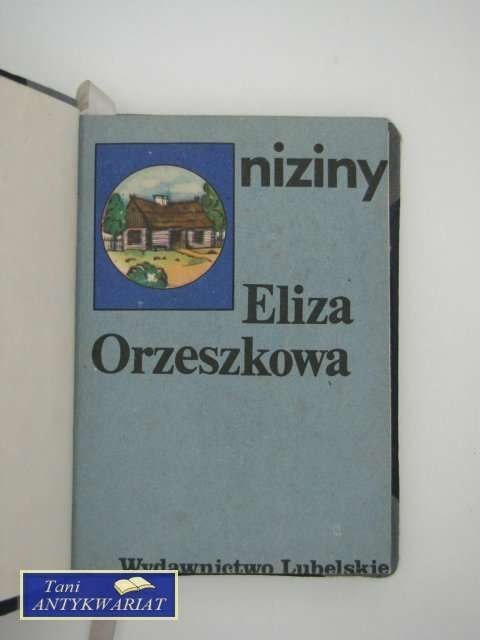 niziny
Eliza
Orzeszkowa
Wydawnictwo Lubelskie
Tani
ANTYKWARIAT